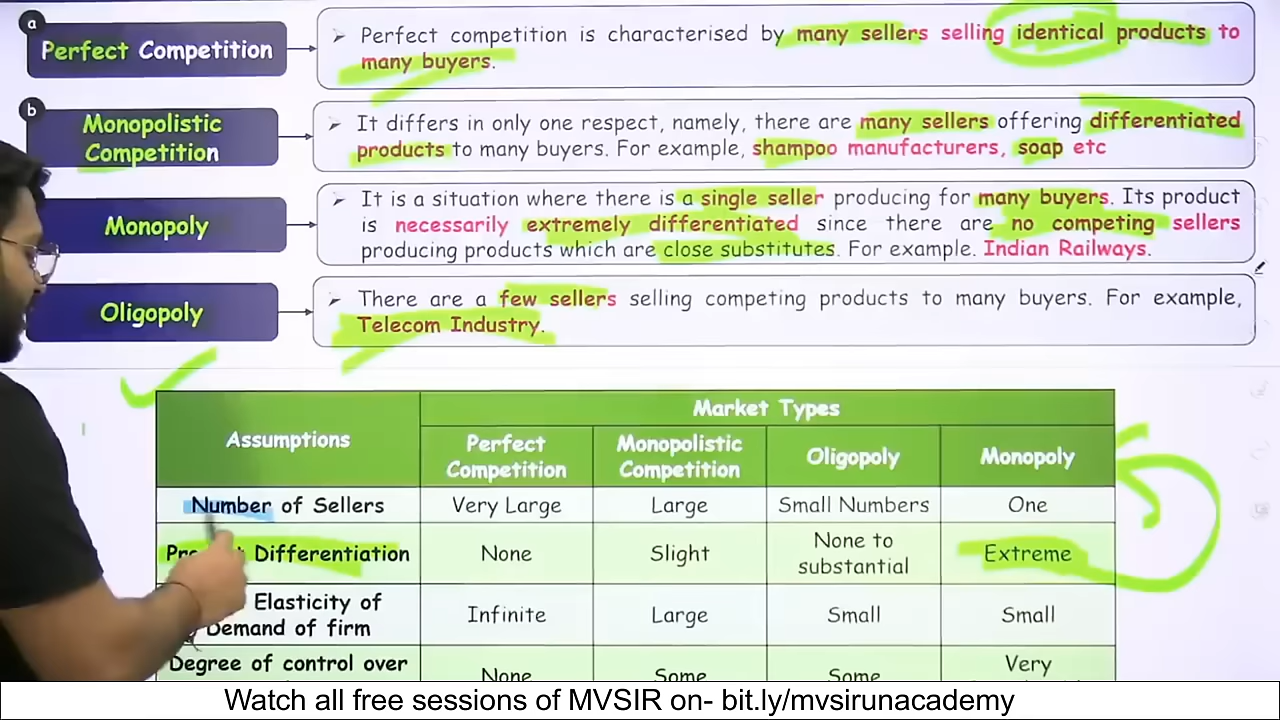 a
Perfect Competition
➢ Perfect competition is characterised by many sellers selling identical products to
many buyers.
b
Monopolistic
Competition
➢ It differs in only one respect, namely, there are many sellers offering differentiated
products to many buyers. For example, shampoo manufacturers, soap etc
Monopoly
➢ It is a situation where there is a single seller producing for many buyers. Its product
is necessarily extremely differentiated since there are no competing sellers
producing products which are close substitutes. For example. Indian Railways.
Oligopoly
➢ There are a few sellers selling competing products to many buyers. For example,
Telecom Industry.
Assumptions
Market Types
Perfect
Competition
Monopolistic
Competition
Oligopoly
Monopoly
Number of Sellers
Very Large
Large
Small Numbers
One
Differentiation
None
Slight
None to
substantial
Extreme
Elasticity of
Demand of firm
Infinite
Large
Small
Small
Degree of control over
None
Some
Some
Very
Watch all free sessions of MVSIR on- bit.ly/mvsirunacademy